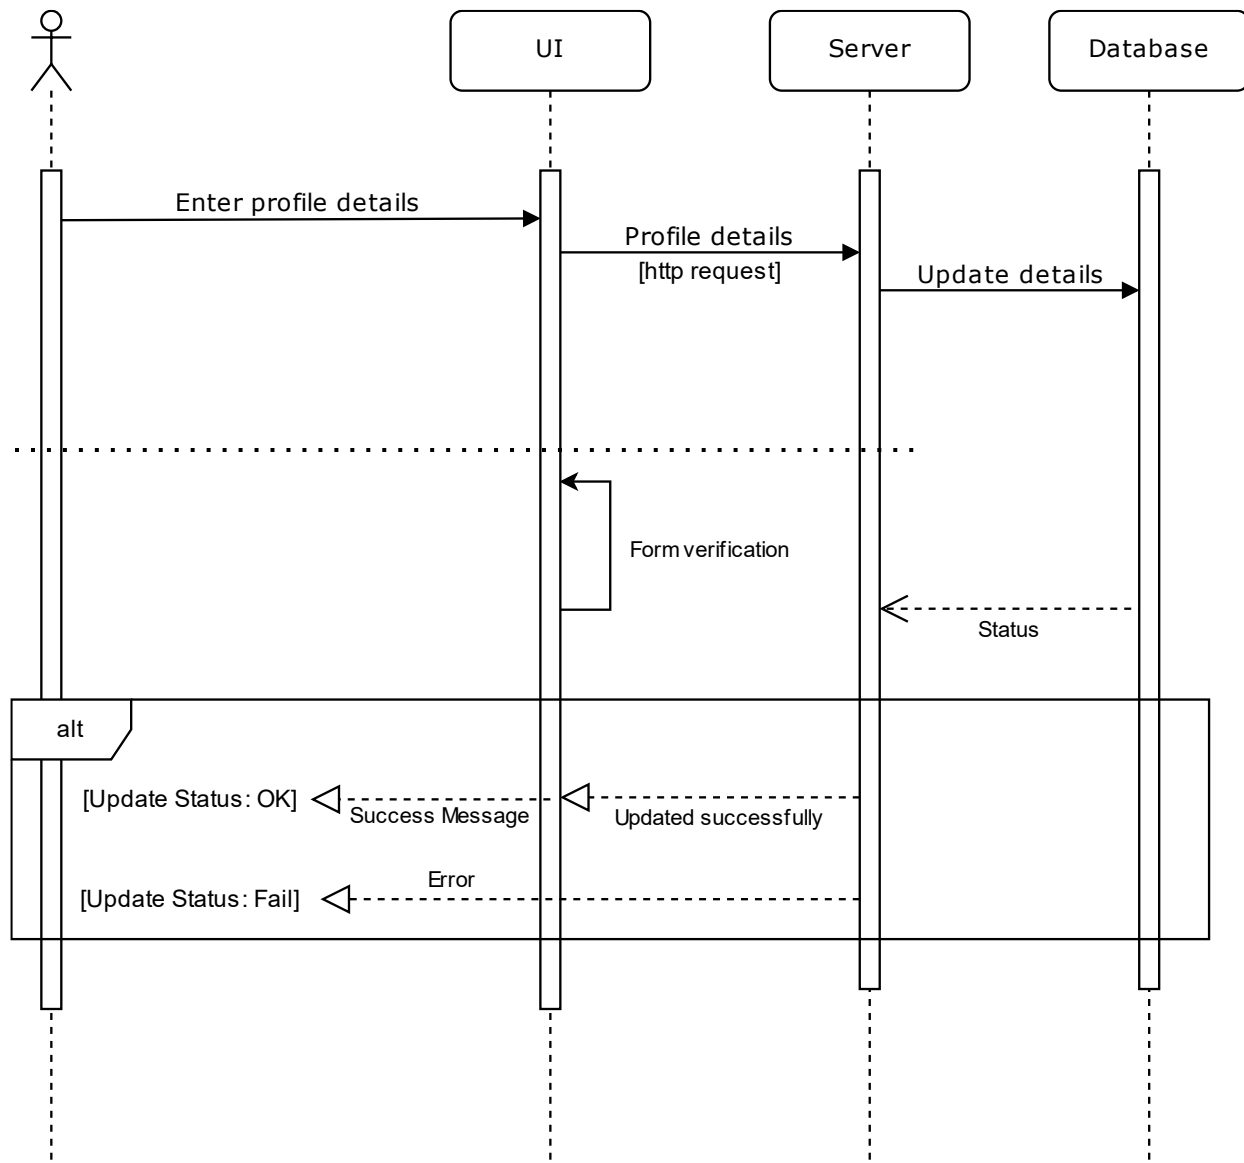 UI
Server
Database
Enter profile details
Profile details
[http request]
Update details
Form verification
Status
alt
[Update Status: OK]
Success Message
Updated successfully
Error
[Update Status: Fail]